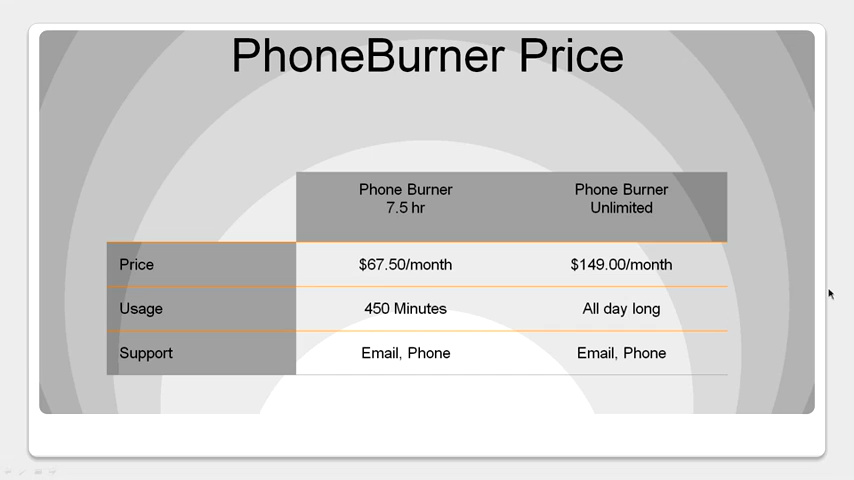 PhoneBurner Price
Phone Burner
7.5 hr
Phone Burner
Unlimited
Price $67.50/month $149.00/month
Usage 450 Minutes All day long
Support Email, Phone Email, Phone